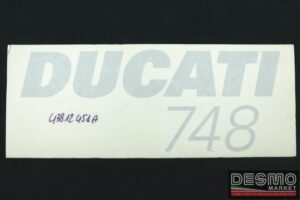 DUCATI
43812451A
748
DESMO
MARKET